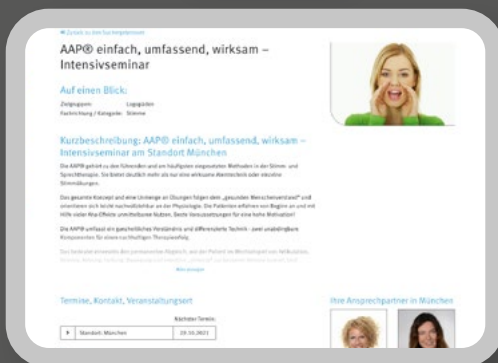 Zurück zu den Suchergebnissen
AAP® einfach, umfassend, wirksam –
Intensivseminar
Auf einen Blick:
Zielgruppen: Logopäden
Fachrichtung / Kategorie: Stimme
Kurzbeschreibung: AAP® einfach, umfassend, wirksam –
Intensivseminar am Standort München
Die AAP® gehört zu den führenden und am häufigsten eingesetzten Methoden in der Stimm- und
Sprechtherapie. Sie bietet deutlich mehr als nur eine wirksame Atemtechnik oder einzelne
Stimmübungen.
Das gesamte Konzept und eine Unmenge an Übungen folgen dem „gesunden Menschenverstand“ und
orientieren sich leicht nachvollziehbar an der Physiologie. Die Patienten erfahren von Beginn an und mit
Hilfe vieler Aha-Effekte unmittelbaren Nutzen. Beste Voraussetzungen für eine hohe Motivation!
Die AAP® umfasst ein ganzheitliches Verständnis und differenzierte Technik - zwei unabdingbare
Komponenten für einen nachhaltigen Therapieerfolg.
Mehr anzeigen
Termine, Kontakt, Veranstaltungsort
Ihre Ansprechpartner in München
Nächster Termin:
Standort: München 20.10.2021